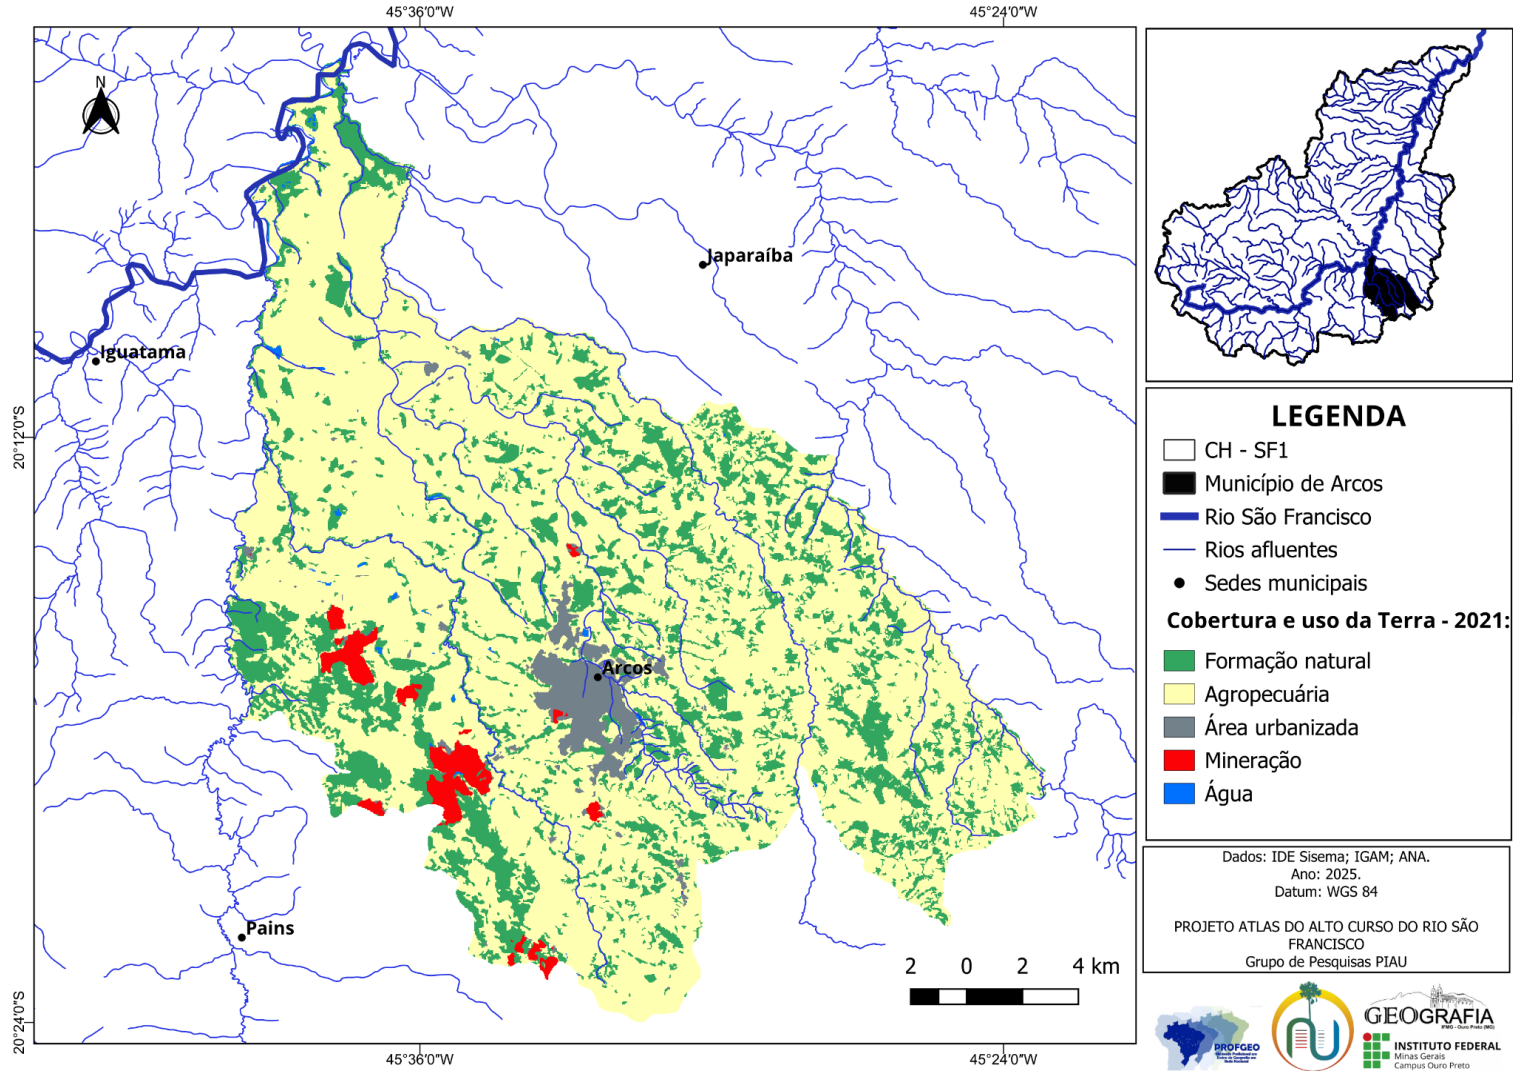 45°36'0"W
45°24'0"W
N
Japaraíba
Iguatama
20°12'0"S
Arcos
Pains
2 0 2 4 km
20°24'0"S
45°36'0"W
45°24'0"W
LEGENDA
CH - SF1
Município de Arcos
Rio São Francisco
Rios afluentes
Sedes municipais
Cobertura e uso da Terra - 2021:
Formação natural
Agropecuária
Área urbanizada
Mineração
Água
Dados: IDE Sisema; IGAM; ANA.
Ano: 2025.
Datum: WGS 84
PROJETO ATLAS DO ALTO CURSO DO RIO SÃO
FRANCISCO
Grupo de Pesquisas PIAU
PROFGEO
GEOGRAFIA
IFMG - Ouro Preto (MG)
INSTITUTO FEDERAL
Minas Gerais
Campus Ouro Preto